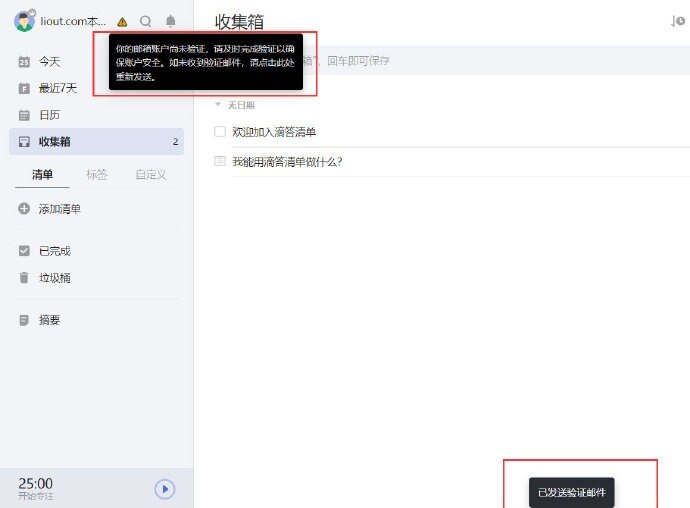 liout.com本...
收集箱
你的邮箱账户尚未验证，请及时完成验证以确
保账户安全。如未收到验证邮件，请点击此处
重新发送。
箱"，回车即可保存
25
今天
F
最近7天
日历
收集箱
2
清单
标签
自定义
添加清单
已完成
垃圾桶
摘要
无日期
欢迎加入滴答清单
我能用滴答清单做什么？
25:00
开始专注
已发送验证邮件